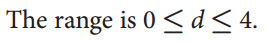 The range is 0 ≤ d ≤ 4.